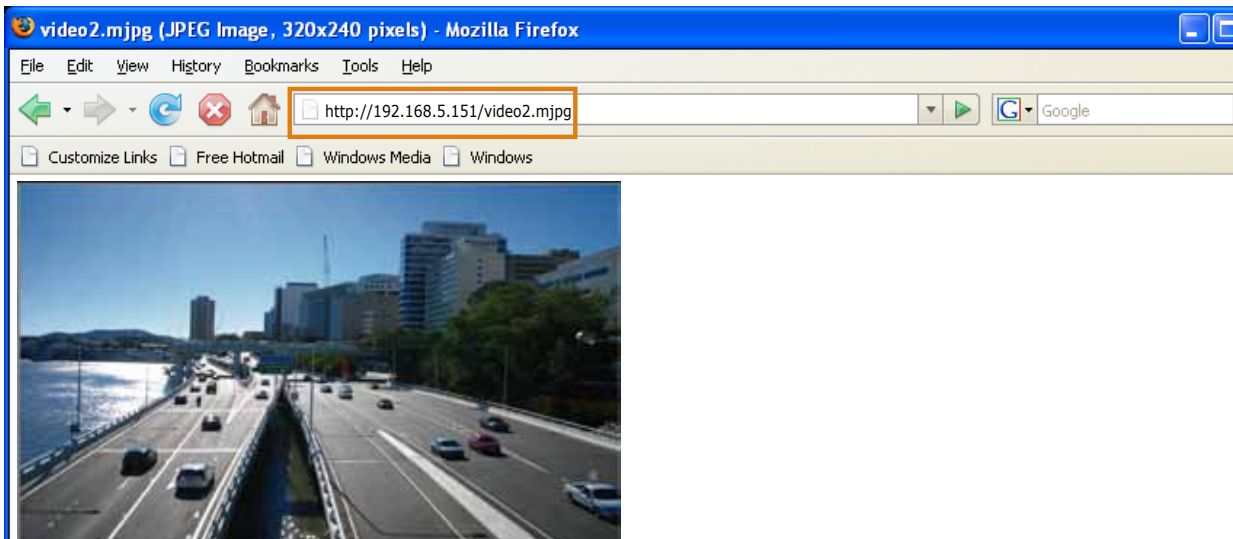 video2.mjpg (JPEG Image, 320x240 pixels) - Mozilla Firefox
File Edit View History Bookmarks Tools Help
http://192.168.5.151/video2.mjpg G Google
Customize Links Free Hotmail Windows Media Windows